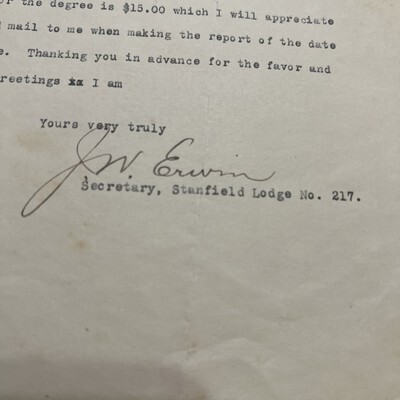 or the degree is $15.00 which I will appreciate
mail to me when making the report of the date
e.  Thanking you in advance for the favor and
reetings xx I am
Yours very truly
J.W. Erwin
Secretary, Stanfield Lodge No. 217.